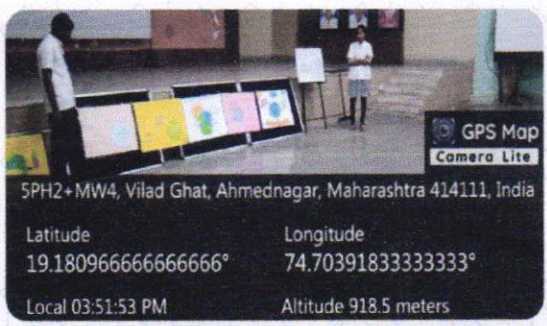 GPS Map
Camera Lite
5PH2+MW4, Vilad Ghat, Ahmednagar, Maharashtra 414111, India
Latitude
19.180966666666666°
Longitude
74.70391833333333°
Local 03:51:53 PM
Altitude 918.5 meters